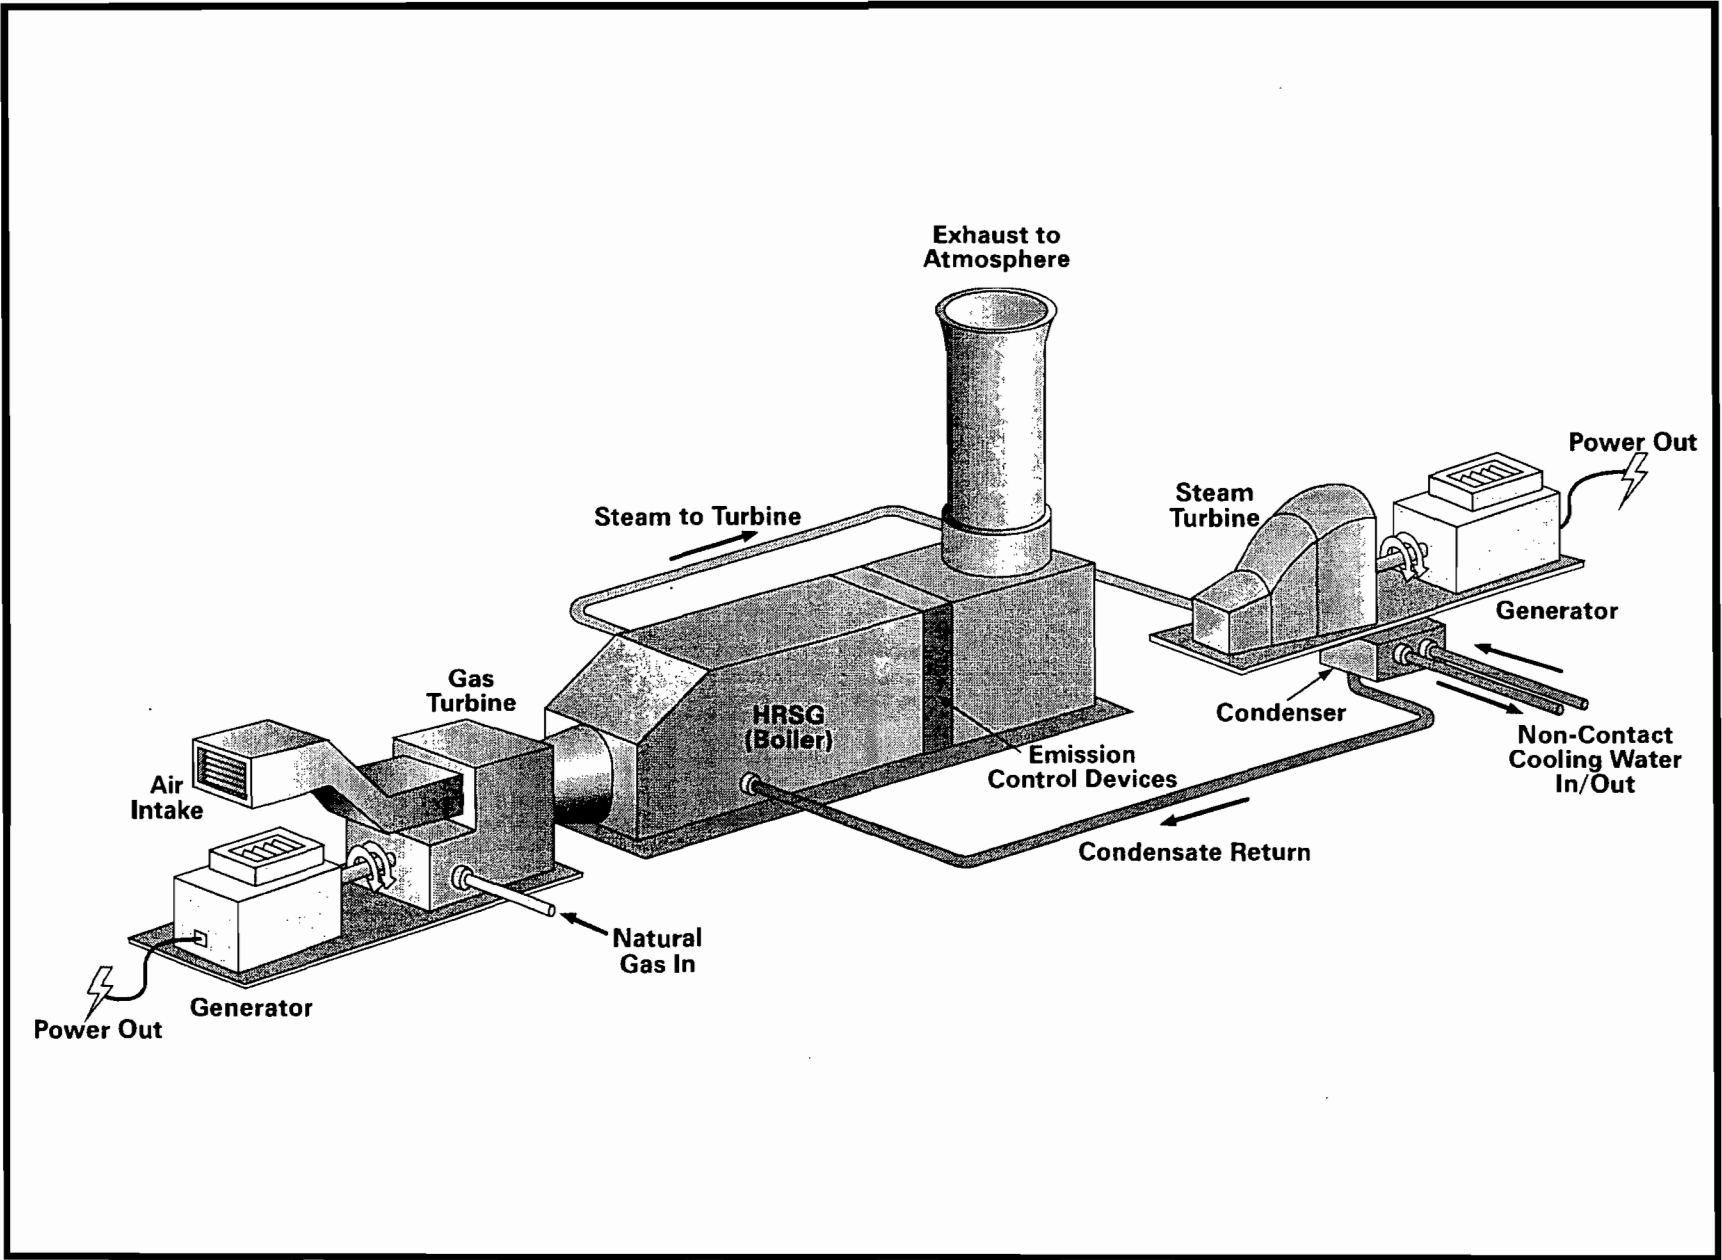 Exhaust to
Atmosphere
Power Out
Steam
Turbine
Steam to Turbine
Generator
Gas
Turbine
HRSG
(Boiler)
Condenser
Non-Contact
Cooling Water
In/Out
Emission
Control Devices
Air
Intake
Condensate Return
Natural
Gas In
Generator
Power Out